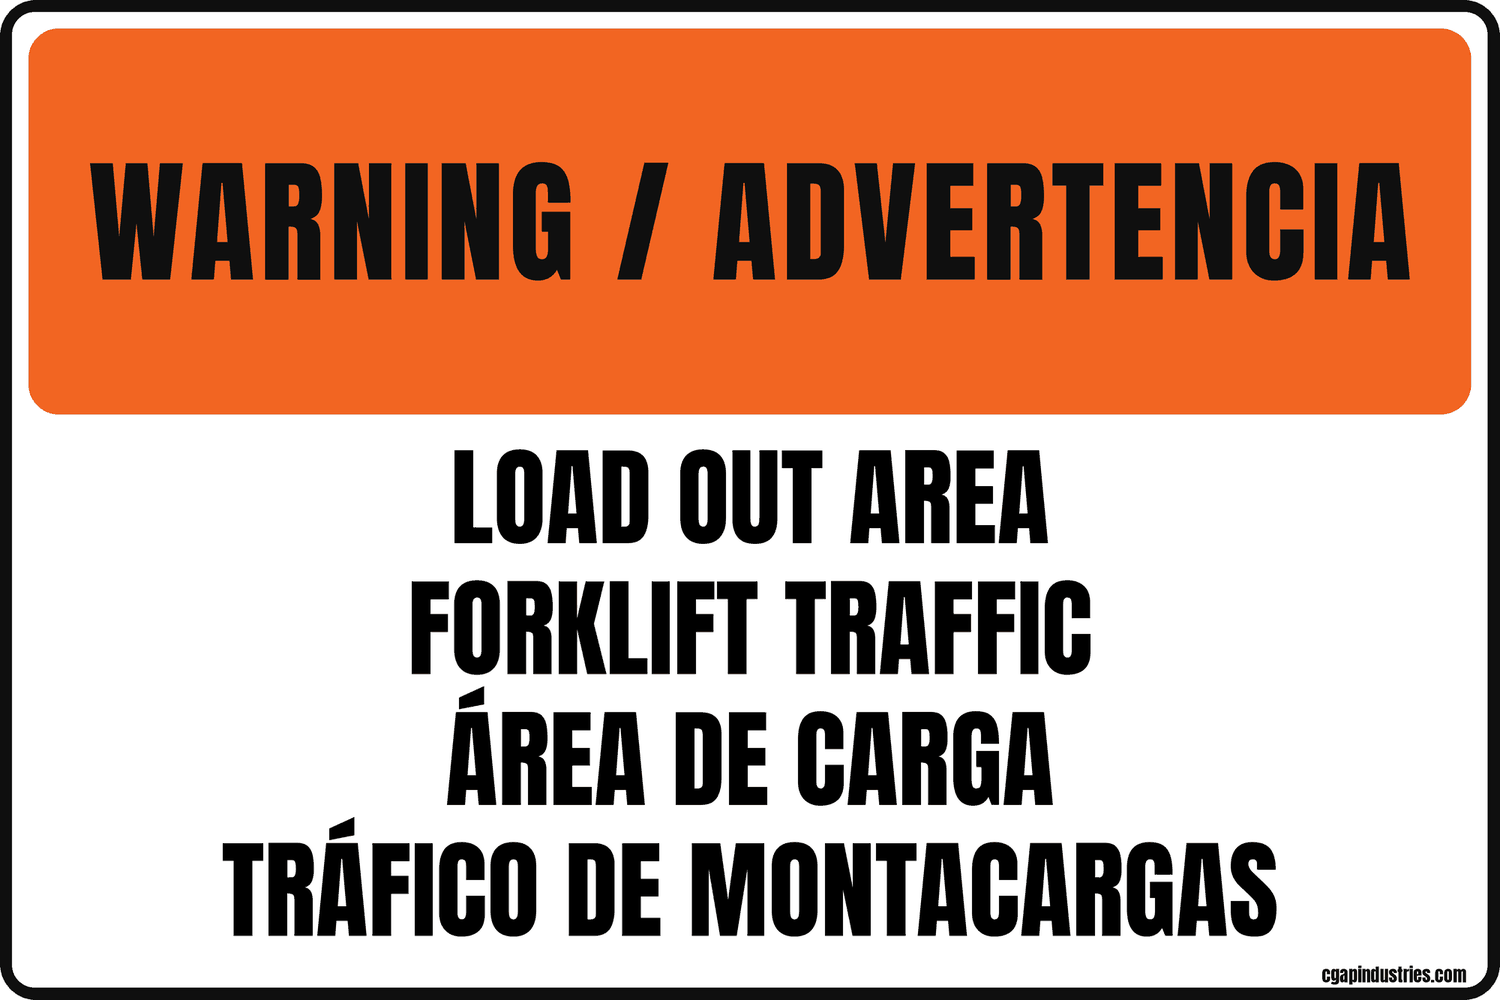 WARNING / ADVERTENCIA
LOAD OUT AREA
FORKLIFT TRAFFIC
ÁREA DE CARGA
TRÁFICO DE MONTACARGAS
cgapindustries.com